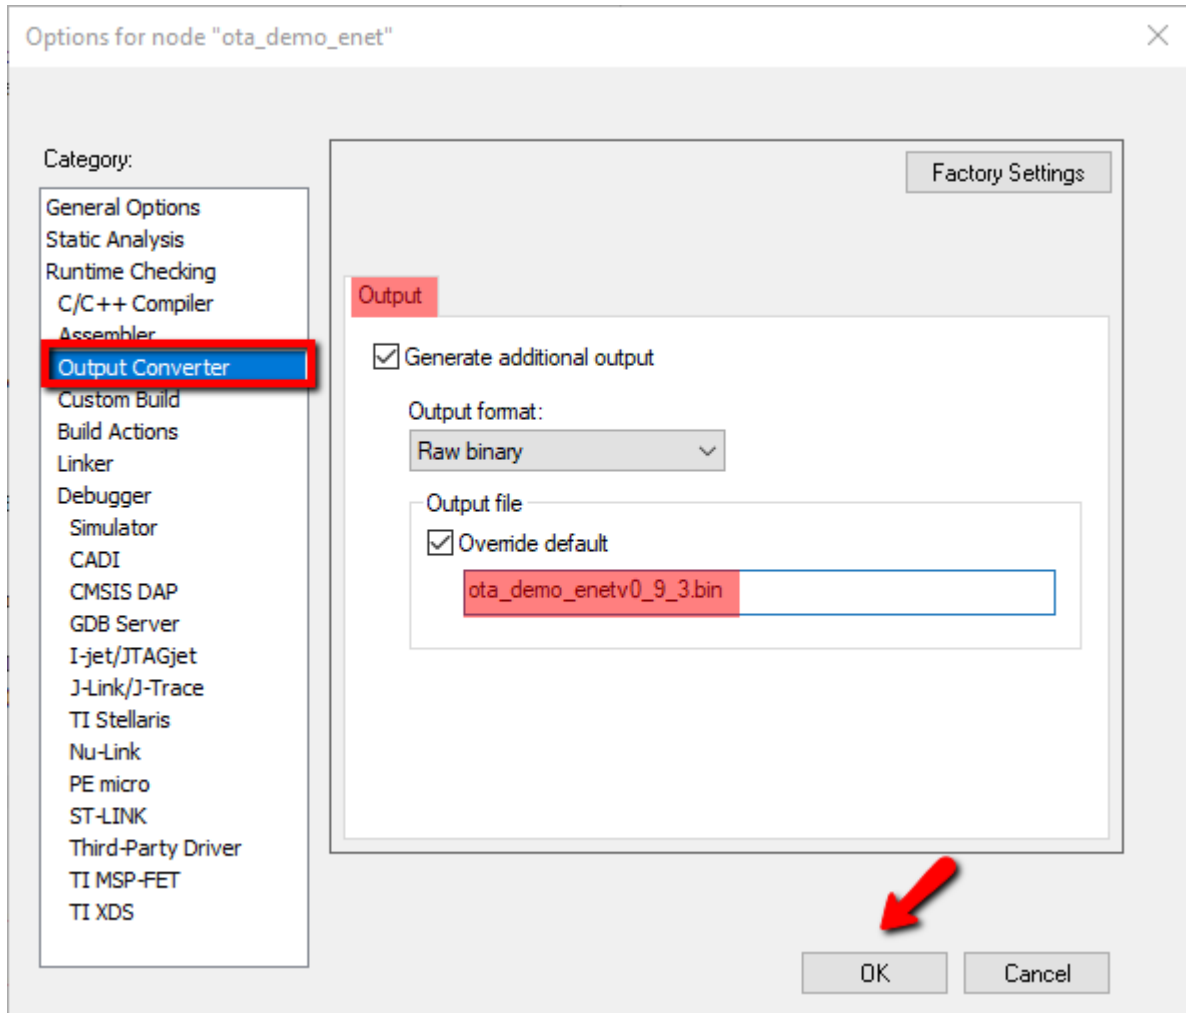 Options for node "ota_demo_enet"
Category:
Factory Settings
General Options
Static Analysis
Runtime Checking
C/C++ Compiler
Assembler
Output Converter
Custom Build
Build Actions
Linker
Debugger
Simulator
CADI
CMSIS DAP
GDB Server
I-jet/JTAGjet
J-Link/J-Trace
TI Stellaris
Nu-Link
PE micro
ST-LINK
Third-Party Driver
TI MSP-FET
TI XDS
Output
Generate additional output
Output format:
Raw binary
Output file
Override default
ota_demo_enetv0_9_3.bin
OK
Cancel